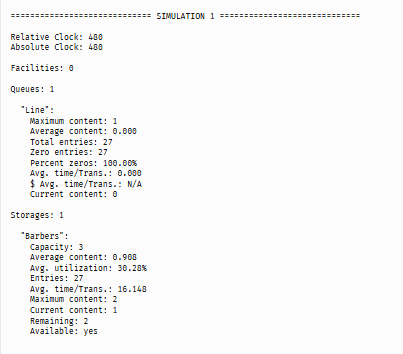 ============================= SIMULATION 1 =============================
Relative Clock: 480
Absolute Clock: 480
Facilities: 0
Queues: 1
"Line":
Maximum content: 1
Average content: 0.000
Total entries: 27
Zero entries: 27
Percent zeros: 100.00%
Avg. time/Trans.: 0.000
$ Avg. time/Trans.: N/A
Current content: 0
Storages: 1
"Barbers":
Capacity: 3
Average content: 0.908
Avg. utilization: 30.28%
Entries: 27
Avg. time/Trans.: 16.148
Maximum content: 2
Current content: 1
Remaining: 2
Available: yes